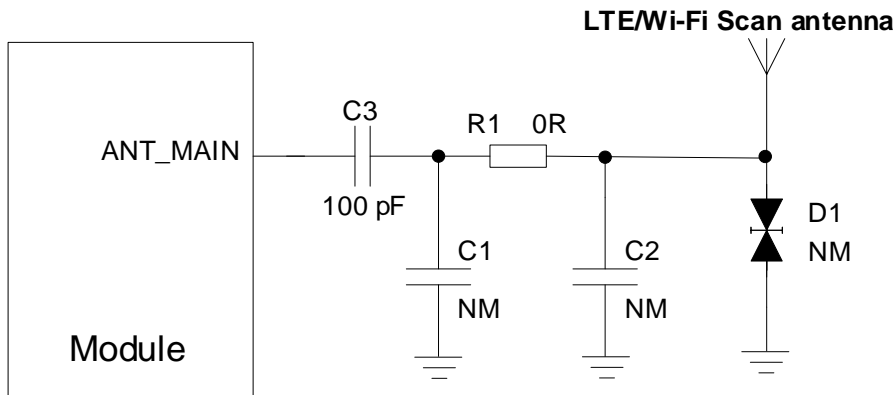 LTE/Wi-Fi Scan antenna
C3
R1 0R
ANT_MAIN
100 pF
D1
C1 C2
NM
NM NM
Module